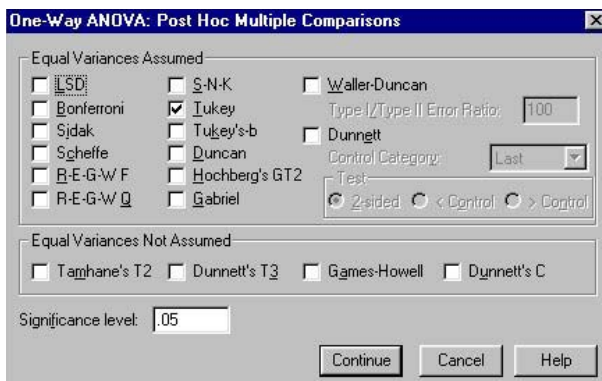 One-Way ANOVA: Post Hoc Multiple Comparisons
Equal Variances Assumed
LSD S-N-K Waller-Duncan
Bonferroni Tukey Type I/Type II Error Ratio: 100
Sidak Tukey's-b Dunnett
Scheffe Duncan Control Category: Last
R-E-G-W F Hochberg's GT2 Test
R-E-G-W Q Gabriel 2-sided < Control > Control
Equal Variances Not Assumed
Tamhane's T2 Dunnett's T3 Games-Howell Dunnett's C
Significance level: .05
Continue Cancel Help